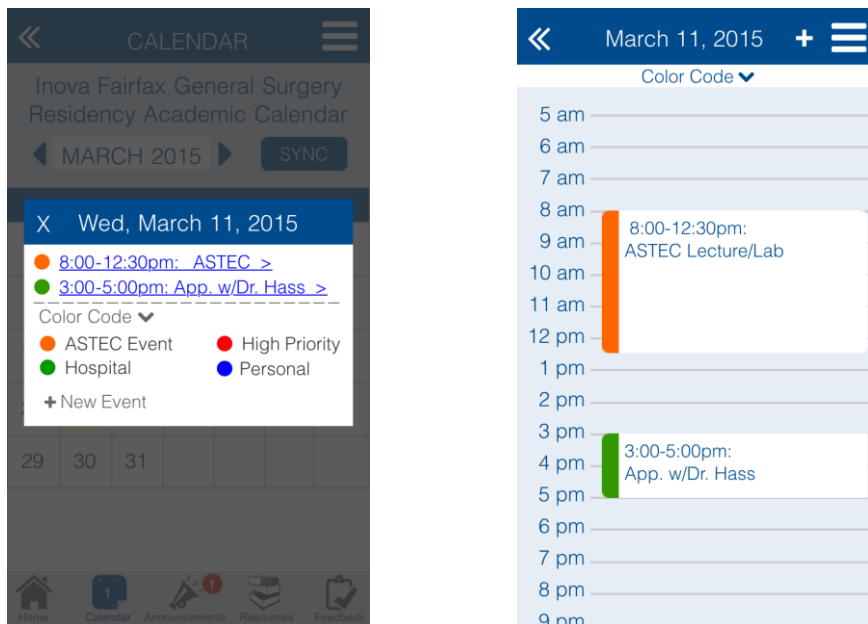 CALENDAR
Inova Fairfax General Surgery
Residency Academic Calendar
MARCH 2015 SYNC
X Wed, March 11, 2015
8:00-12:30pm: ASTEC >
3:00-5:00pm: App. w/Dr. Hass >
Color Code
ASTEC Event High Priority
Hospital Personal
+ New Event
29 30 31
1 1
Home Calendar Announcements Resources Feedback
March 11, 2015 +
Color Code
5 am
6 am
7 am
8 am
8:00-12:30pm:
9 am ASTEC Lecture/Lab
10 am
11 am
12 pm
1 pm
2 pm
3 pm
3:00-5:00pm:
4 pm App. w/Dr. Hass
5 pm
6 pm
7 pm
8 pm
9 pm